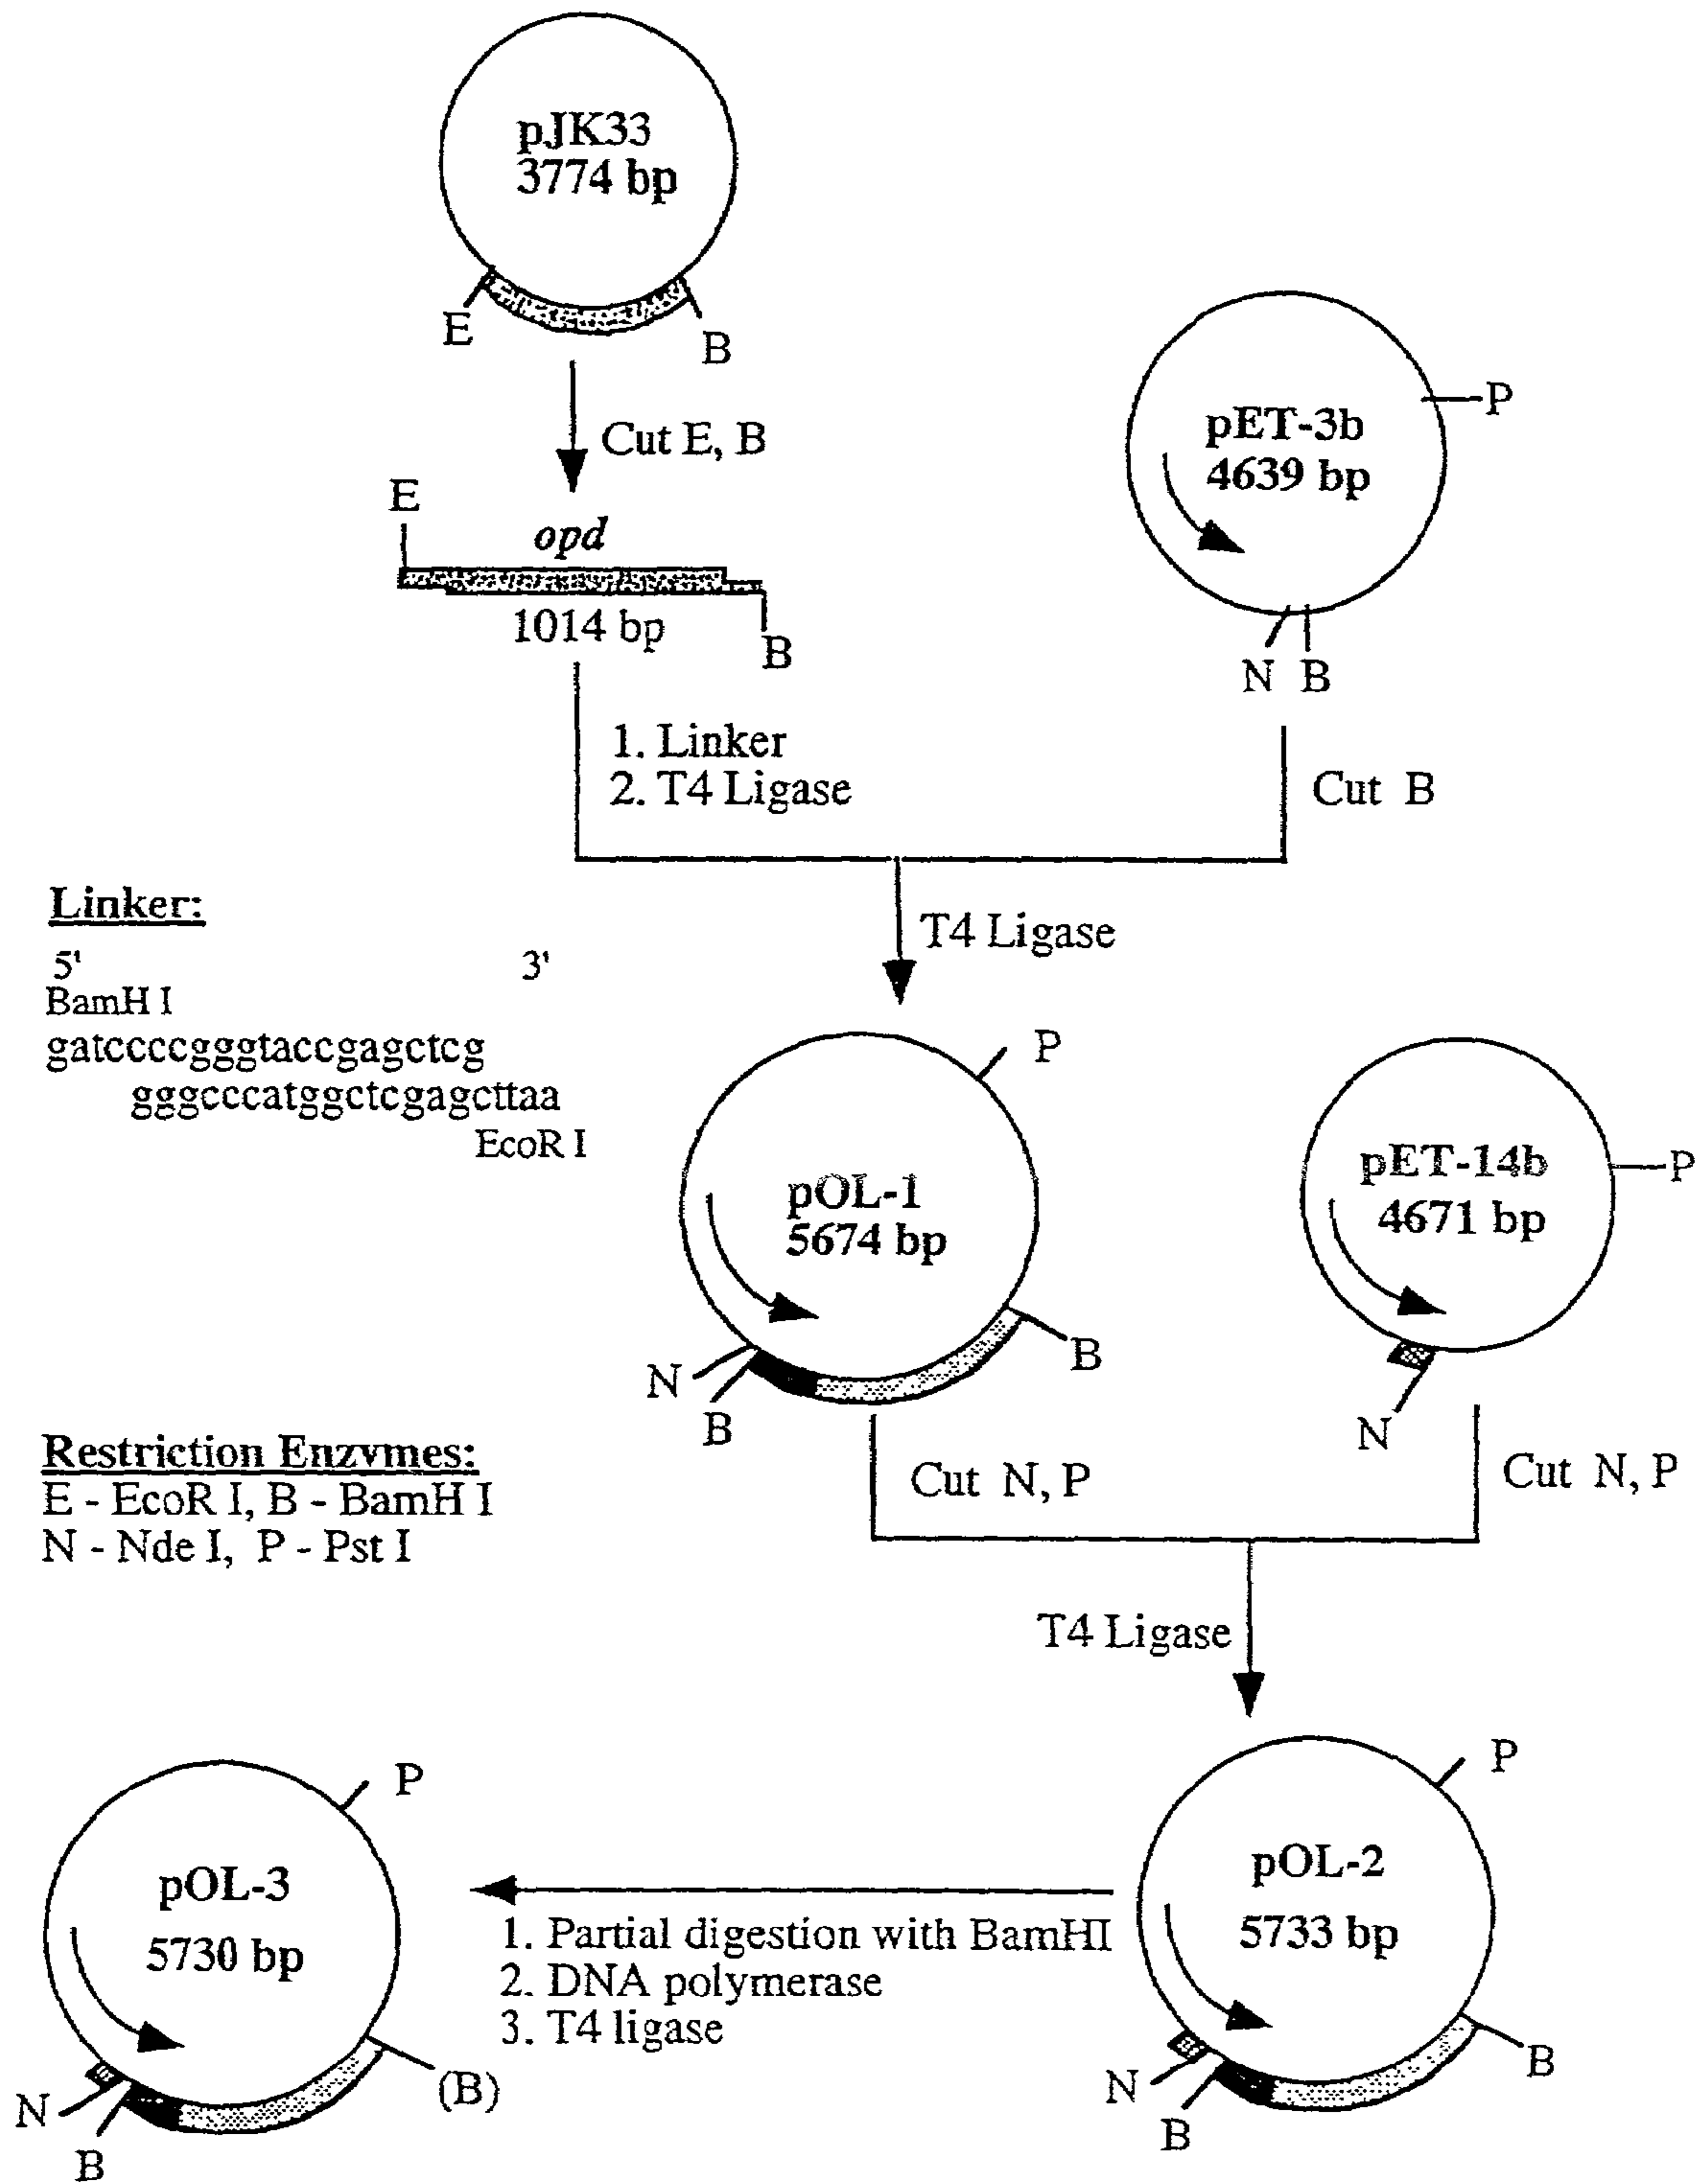 pJK33
3774 bp
E
B
Cut E, B
E
opd
1014 bp
B
pET-3b
4639 bp
P
N B
1. Linker
2. T4 Ligase
Cut B
T4 Ligase
Linker:
5' 3'
BamH I
gatccccgggtaccgagctcg
gggcccatggctcgagcttaa
EcoR I
pOL-1
5674 bp
P
N
B
B
pET-14b
4671 bp
P
N
Restriction Enzymes:
E - EcoR I, B - BamH I
N - Nde I, P - Pst I
Cut N, P
Cut N, P
T4 Ligase
pOL-2
5733 bp
P
N
B
B
1. Partial digestion with BamHI
2. DNA polymerase
3. T4 ligase
pOL-3
5730 bp
P
N
B
(B)